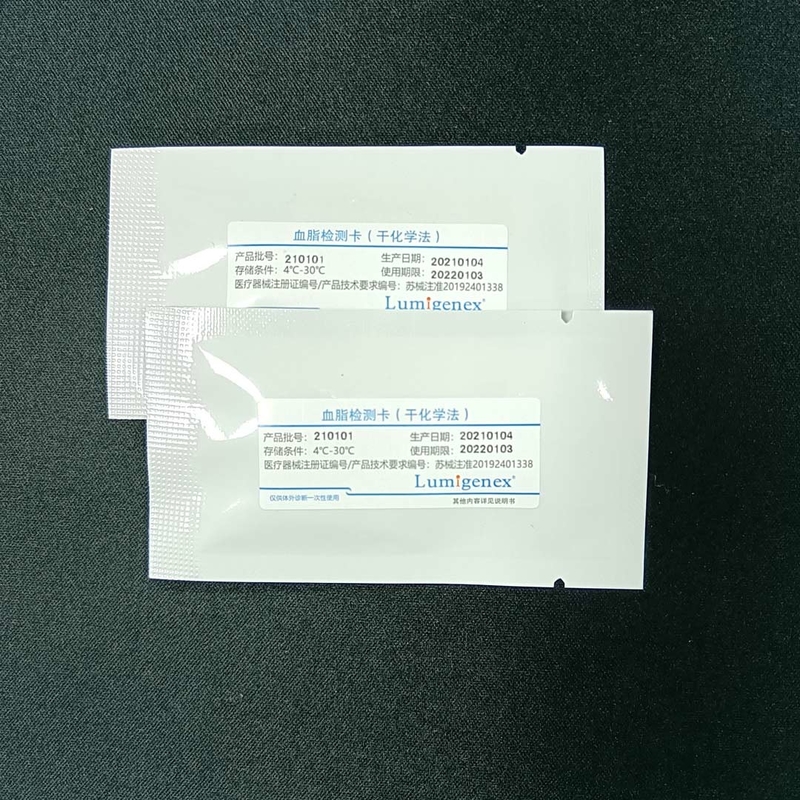 血脂检测卡（干化学法）
产品批号：210101 生产日期：20210104
存储条件：4℃-30℃ 使用期限：20220103
医疗器械注册证编号/产品技术要求编号：苏械注准20192401338
Lumigenex®
血脂检测卡（干化学法）
产品批号：210101 生产日期：20210104
存储条件：4℃-30℃ 使用期限：20220103
医疗器械注册证编号/产品技术要求编号：苏械注准20192401338
Lumigenex®
仅供体外诊断一次性使用 其他内容详见说明书